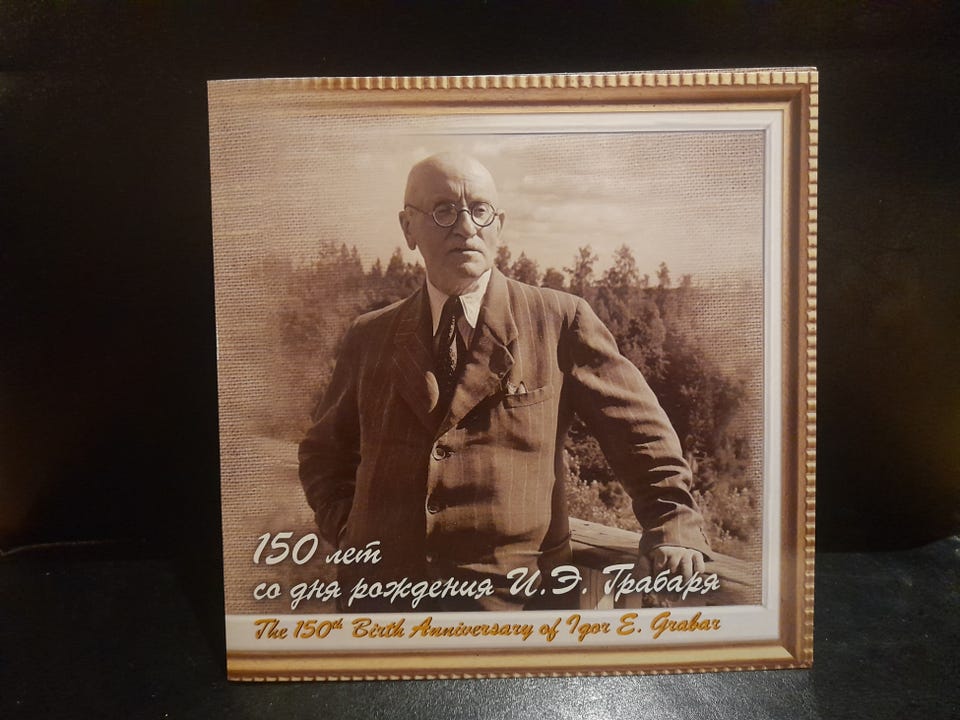 150 лет
со дня рождения И.Э. Грабаря
The 150th Birth Anniversary of Igor E. Grabar